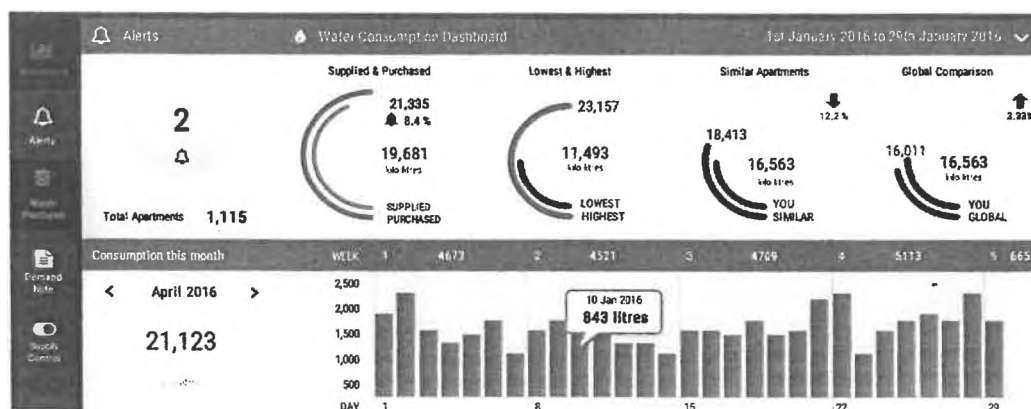 Alerts
Water Consumption Dashboard
1st January 2016 to 29th January 2016
Alerts
Water
Purchased
Demand
Note
Supply
Control
2
Total Apartments 1,115
Supplied & Purchased
21,335
8.4 %
19,681
kilo litres
SUPPLIED
PURCHASED
Lowest & Highest
23,157
11,493
kilo litres
LOWEST
HIGHEST
Similar Apartments
12.2 %
18,413
16,563
kilo litres
YOU
SIMILAR
Global Comparison
3.33%
16,011
16,563
kilo litres
YOU
GLOBAL
Consumption this month
WEEK 1 4673 2 4521 3 4709 4 5113 5 665
< April 2016 >
21,123
2,500
2,000
1,500
1,000
500
10 Jan 2016
843 litres
DAY 1 8 15 22 29